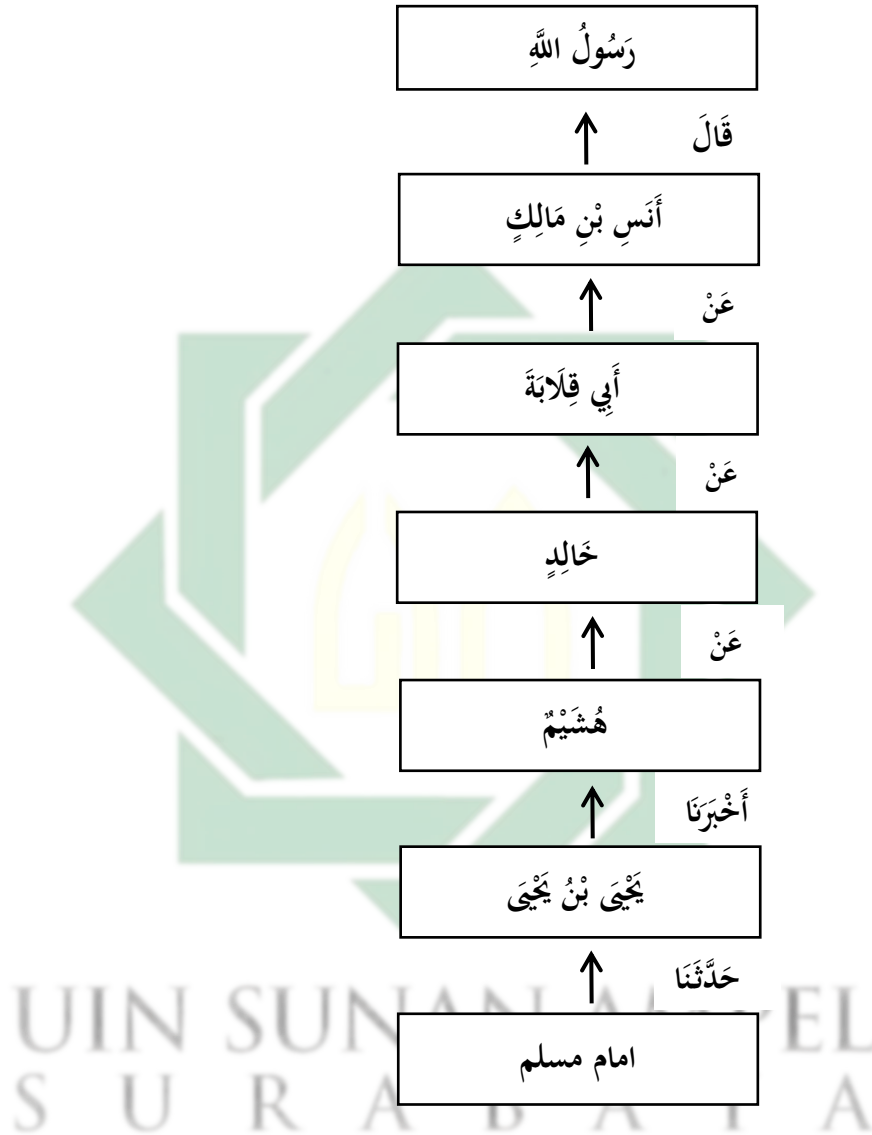 رَسُولُ اللَّهِ
قَالَ
أَنَسِ بْنِ مَالِكٍ
عَنْ
أَبِي قِلَابَةَ
عَنْ
خَالِدٍ
عَنْ
هُشَيْمٌ
أَخْبَرَنَا
يَحْيَى بْنُ يَحْيَى
حَدَّثَنَا
UIN SUNAN AMPEL
امام مسلم
S U R A B A Y A